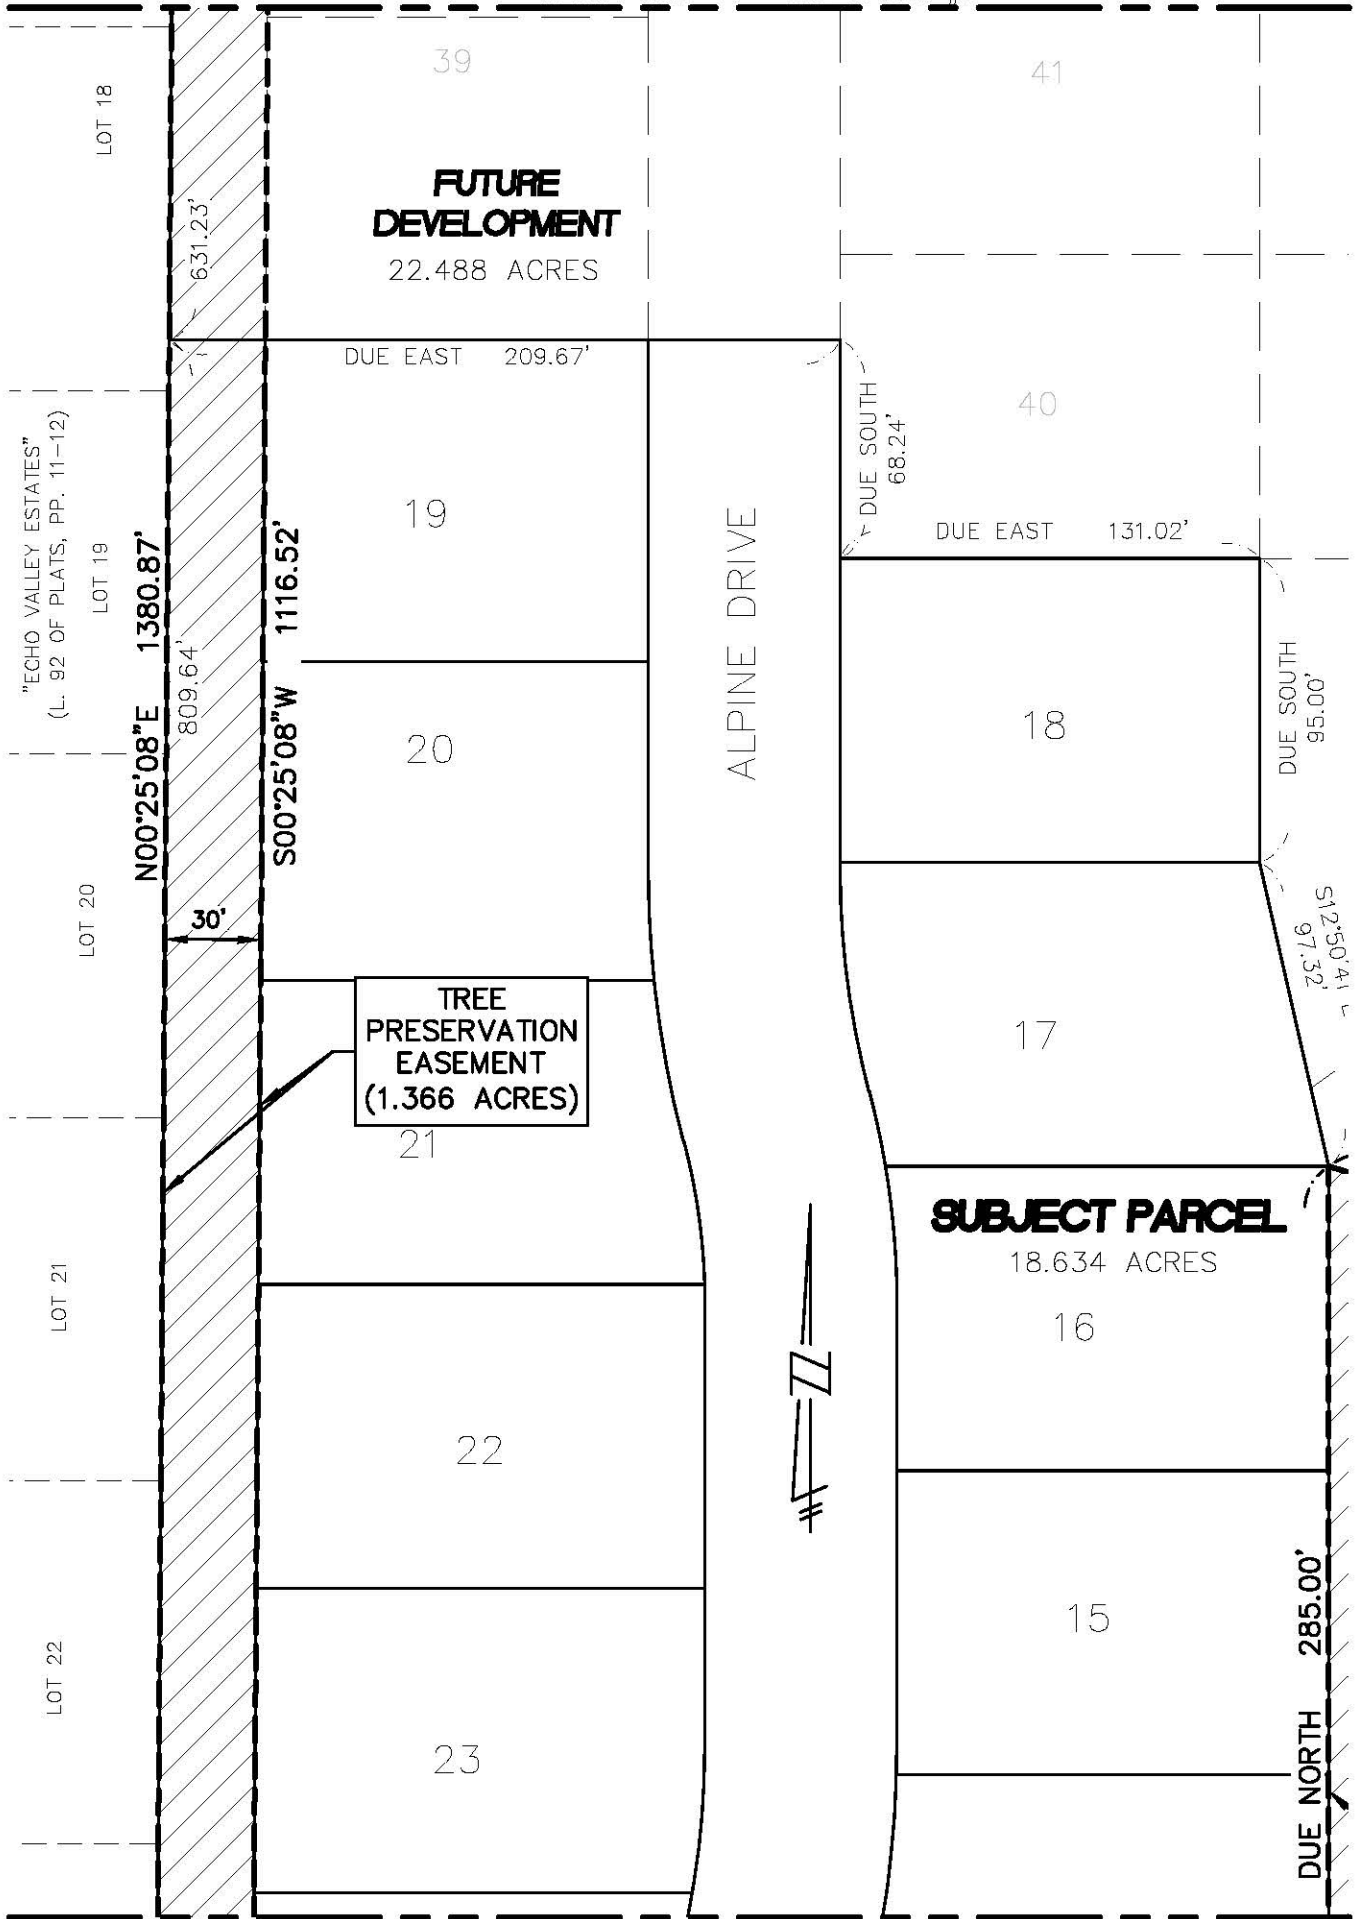 39
41
LOT 18
FUTURE
DEVELOPMENT
22.488 ACRES
631.23'
DUE EAST 209.67'
DUE SOUTH
68.24'
40
"ECHO VALLEY ESTATES"
(L. 92 OF PLATS, PP. 11-12)
LOT 19
N00°25'08"E 1380.87'
809.64'
S00°25'08"W 1116.52'
19
ALPINE DRIVE
DUE EAST 131.02'
DUE SOUTH
95.00'
20
18
LOT 20
30'
S12°50'41
97.32'
TREE
PRESERVATION
EASEMENT
(1.366 ACRES)
17
21
SUBJECT PARCEL
18.634 ACRES
LOT 21
16
N
22
15
LOT 22
DUE NORTH 285.00'
23